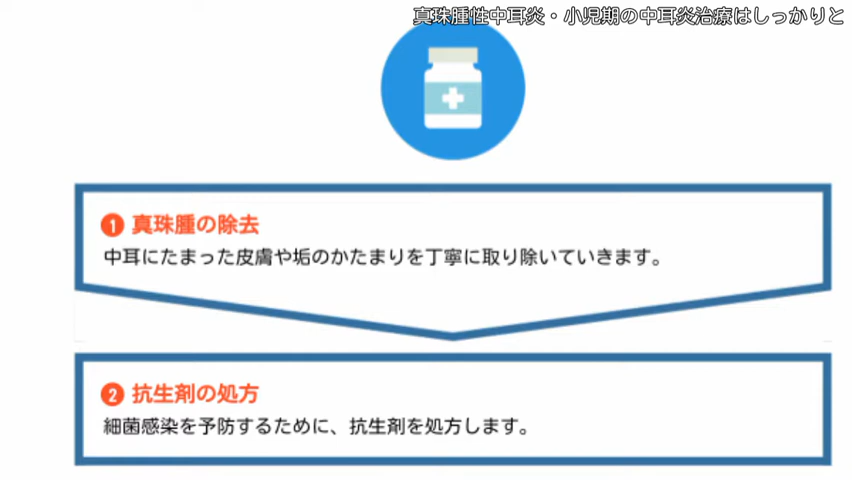 真珠腫性中耳炎・小児期の中耳炎治療はしっかりと
1 真珠腫の除去
中耳にたまった皮膚や垢のかたまりを丁寧に取り除いていきます。
2 抗生剤の処方
細菌感染を予防するために、抗生剤を処方します。